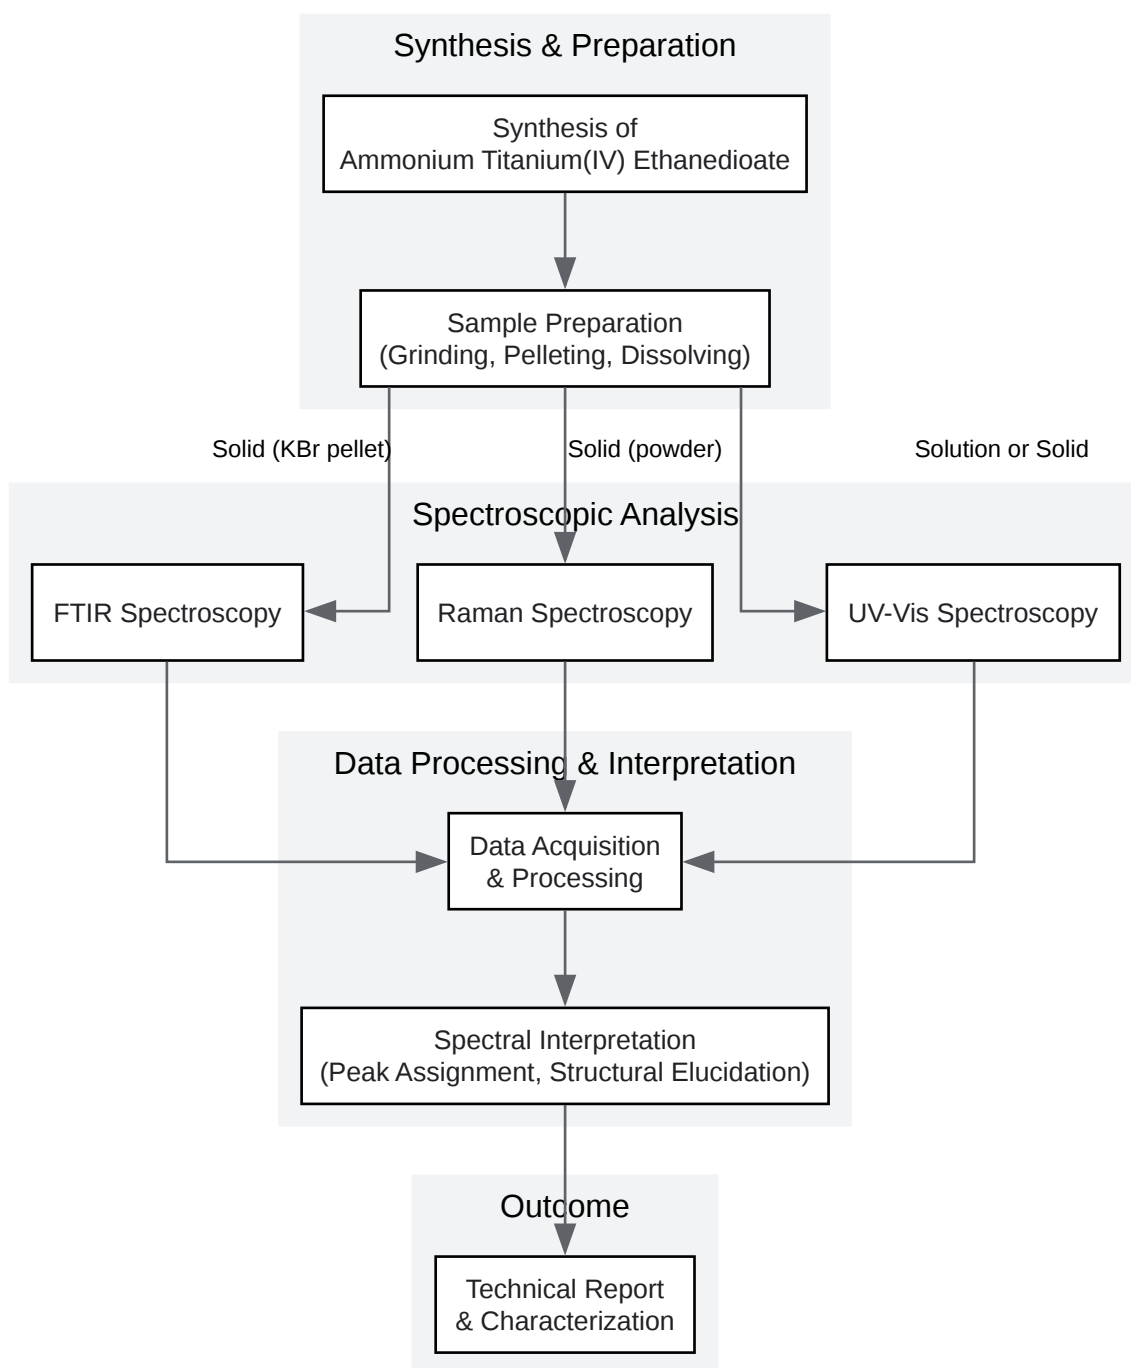 Synthesis & Preparation
Synthesis of
Ammonium Titanium(IV) Ethanedioate
Sample Preparation
(Grinding, Pelleting, Dissolving)
Solid (KBr pellet)
Solid (powder)
Solution or Solid
Spectroscopic Analysis
FTIR Spectroscopy
Raman Spectroscopy
UV-Vis Spectroscopy
Data Processing & Interpretation
Data Acquisition
& Processing
Spectral Interpretation
(Peak Assignment, Structural Elucidation)
Outcome
Technical Report
& Characterization